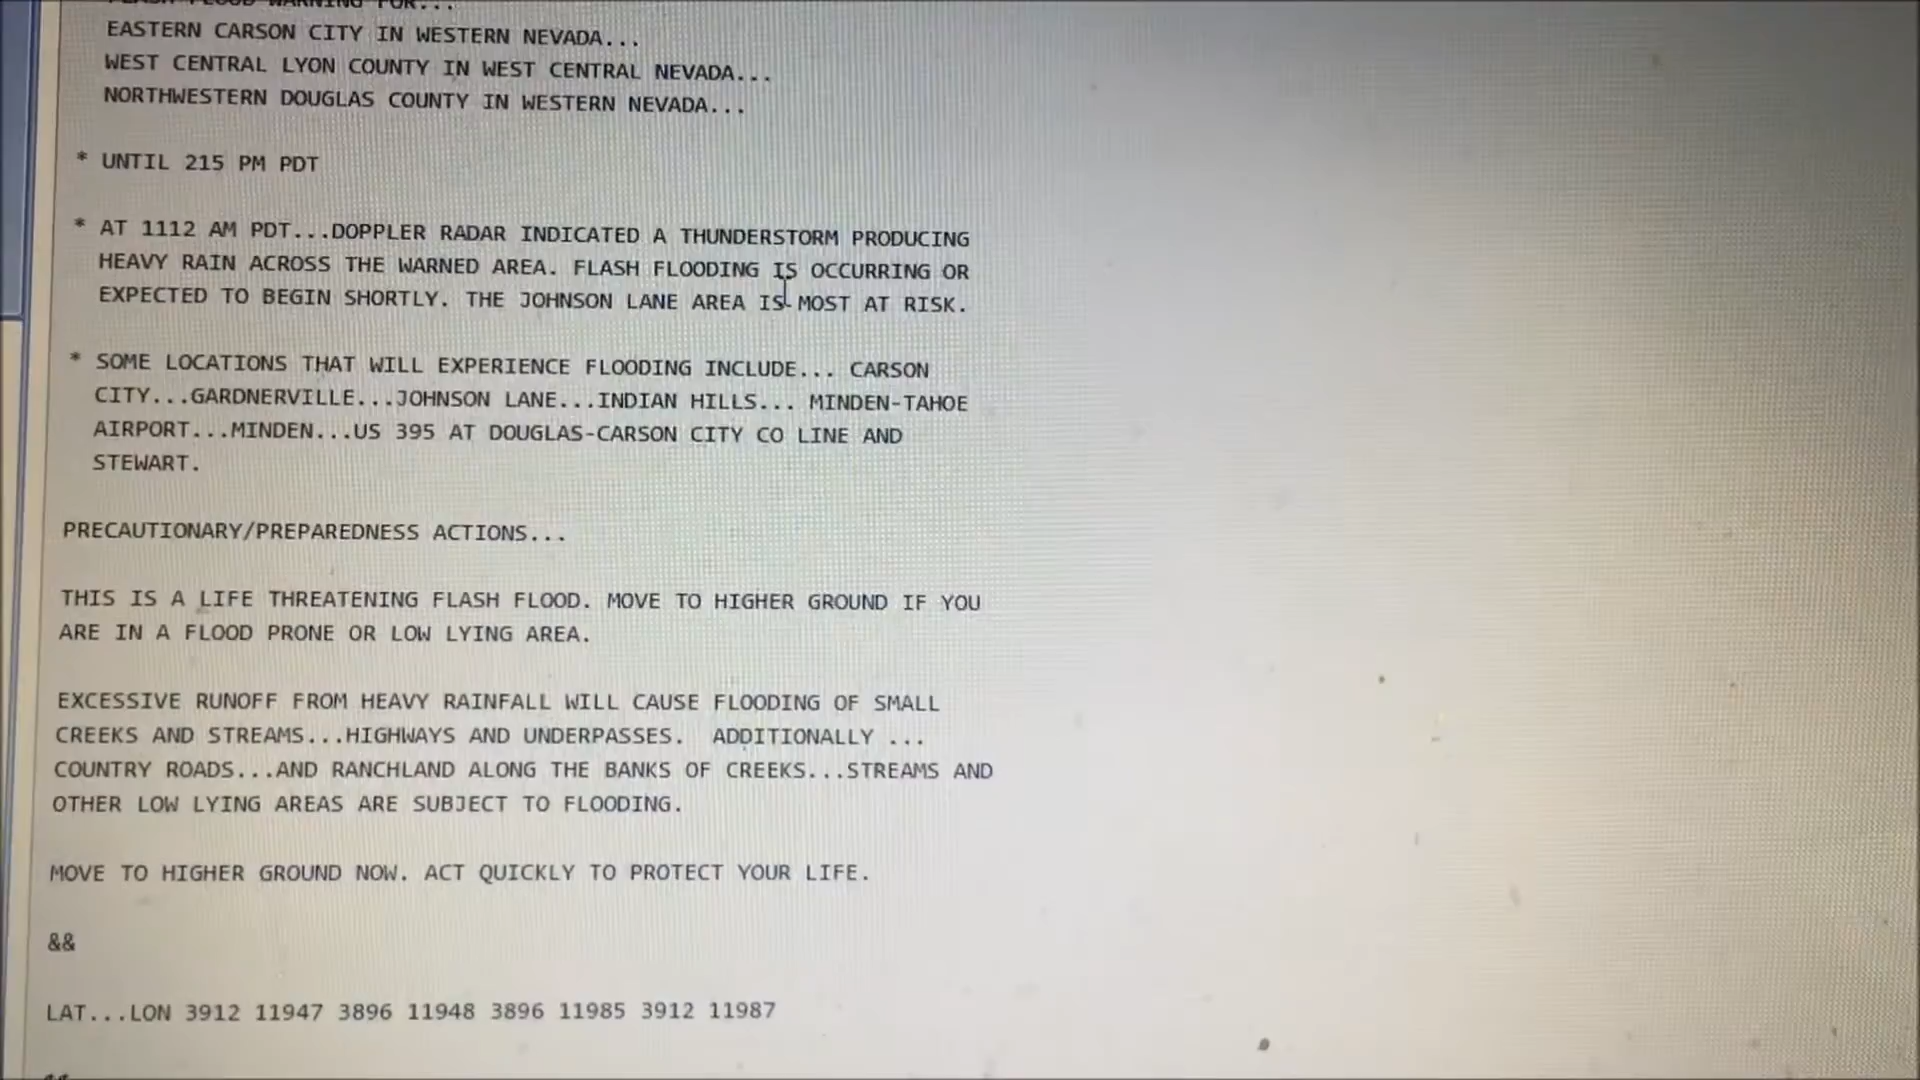 FLASH FLOOD WARNING FOR...
EASTERN CARSON CITY IN WESTERN NEVADA...
WEST CENTRAL LYON COUNTY IN WEST CENTRAL NEVADA...
NORTHWESTERN DOUGLAS COUNTY IN WESTERN NEVADA...
* UNTIL 215 PM PDT
* AT 1112 AM PDT...DOPPLER RADAR INDICATED A THUNDERSTORM PRODUCING
HEAVY RAIN ACROSS THE WARNED AREA. FLASH FLOODING IS OCCURRING OR
EXPECTED TO BEGIN SHORTLY. THE JOHNSON LANE AREA IS MOST AT RISK.
* SOME LOCATIONS THAT WILL EXPERIENCE FLOODING INCLUDE... CARSON
CITY...GARDNERVILLE...JOHNSON LANE...INDIAN HILLS... MINDEN-TAHOE
AIRPORT...MINDEN...US 395 AT DOUGLAS-CARSON CITY CO LINE AND
STEWART.
PRECAUTIONARY/PREPAREDNESS ACTIONS...
THIS IS A LIFE THREATENING FLASH FLOOD. MOVE TO HIGHER GROUND IF YOU
ARE IN A FLOOD PRONE OR LOW LYING AREA.
EXCESSIVE RUNOFF FROM HEAVY RAINFALL WILL CAUSE FLOODING OF SMALL
CREEKS AND STREAMS...HIGHWAYS AND UNDERPASSES.  ADDITIONALLY ...
COUNTRY ROADS...AND RANCHLAND ALONG THE BANKS OF CREEKS...STREAMS AND
OTHER LOW LYING AREAS ARE SUBJECT TO FLOODING.
MOVE TO HIGHER GROUND NOW. ACT QUICKLY TO PROTECT YOUR LIFE.
&&
LAT...LON 3912 11947 3896 11948 3896 11985 3912 11987